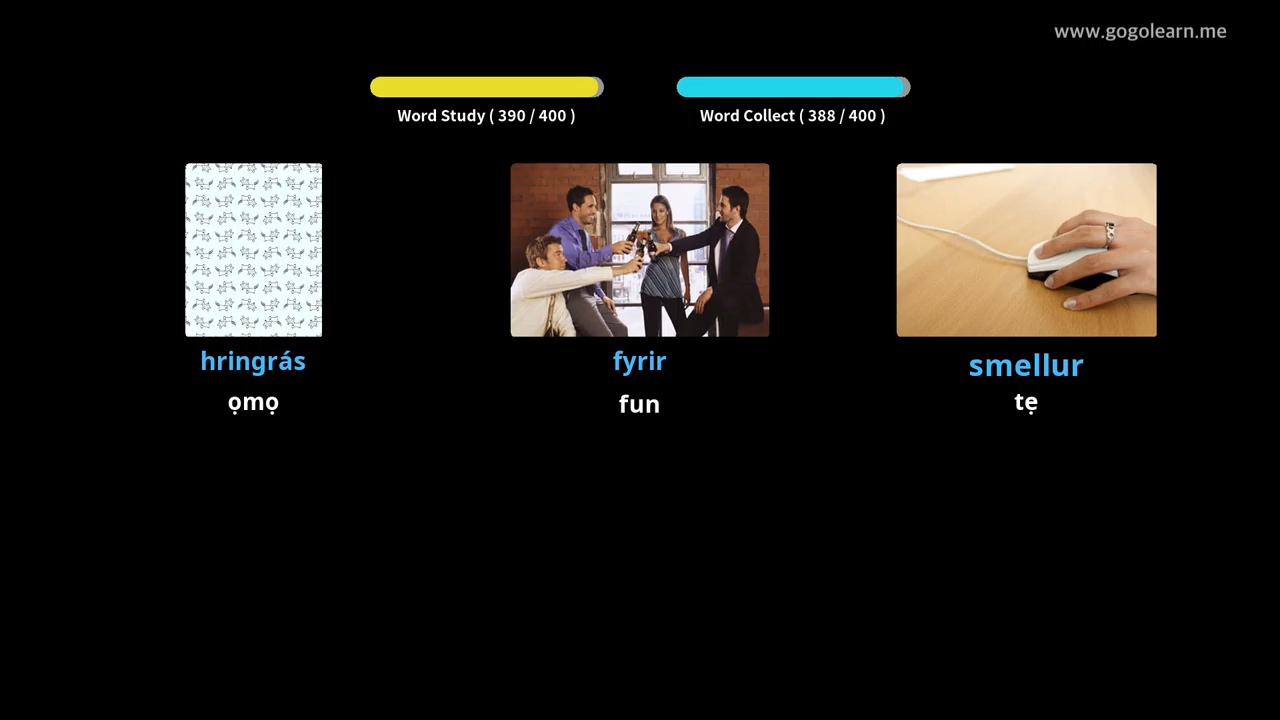 www.gogolearn.me
Word Study ( 390 / 400 )
Word Collect ( 388 / 400 )
hringrás
fyrir
smellur
ọmọ
fun
tẹ